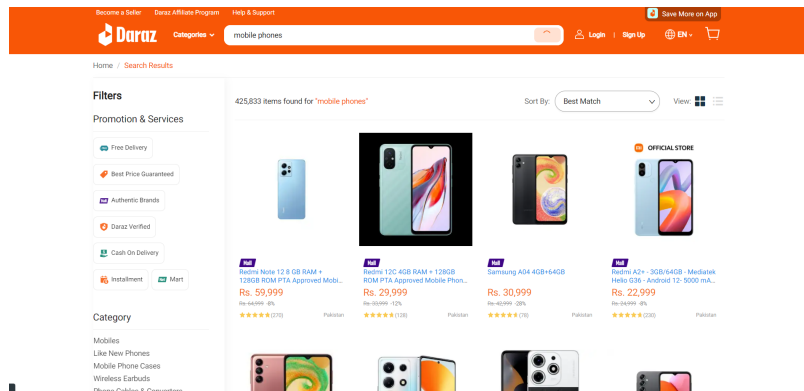 Become a Seller Daraz Affiliate Program Help & Support Save More on App
Daraz Categories mobile phones Login | Sign Up EN
Home / Search Results
Filters
425,833 items found for "mobile phones" Sort By: Best Match View:
Promotion & Services
Free Delivery
Best Price Guaranteed
Authentic Brands
Daraz Verified
Cash On Delivery
Installment Mart
Category
Mobiles
Like New Phones
Mobile Phone Cases
Wireless Earbuds
Phone Cables & Converters
Mall
Redmi Note 12 8 GB RAM +
128GB ROM PTA Approved Mobi...
Rs. 59,999
Rs. 64,999 -8%
(270) Pakistan
Mall
Redmi 12C 4GB RAM + 128GB
ROM PTA Approved Mobile Phon...
Rs. 29,999
Rs. 33,999 -12%
(128) Pakistan
Mall
Samsung A04 4GB+64GB
Rs. 30,999
Rs. 42,999 -28%
(78) Pakistan
OFFICIAL STORE
Mall
Redmi A2+ - 3GB/64GB - Mediatek
Helio G36 - Android 12- 5000 mA...
Rs. 22,999
Rs. 24,999 -8%
(230) Pakistan